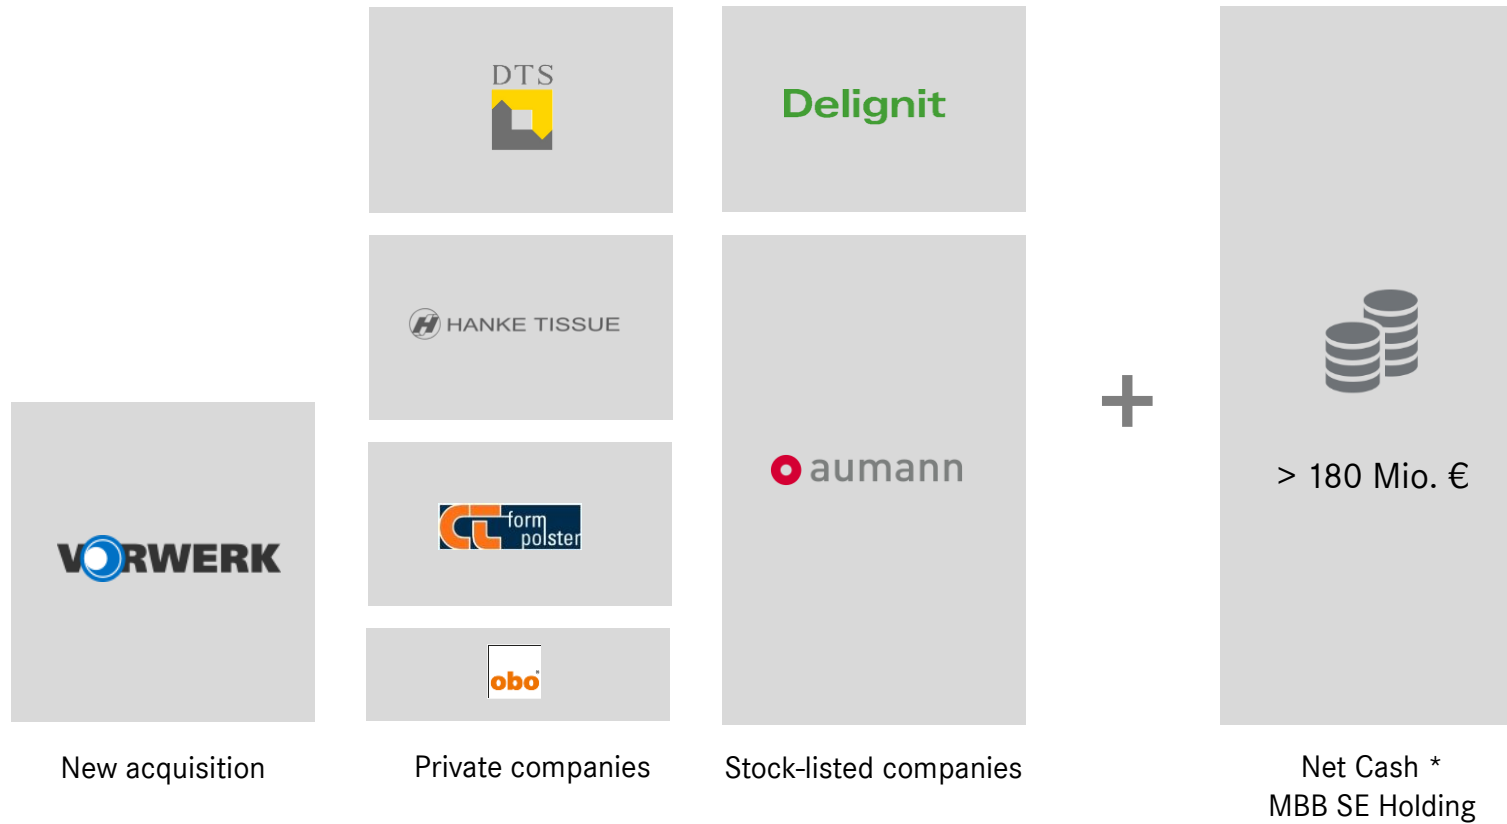 DTS
Delignit
HANKE TISSUE
aumann
form
polster
VORWERK
obo
+
> 180 Mio. €
New acquisition
Private companies
Stock-listed companies
Net Cash *
MBB SE Holding